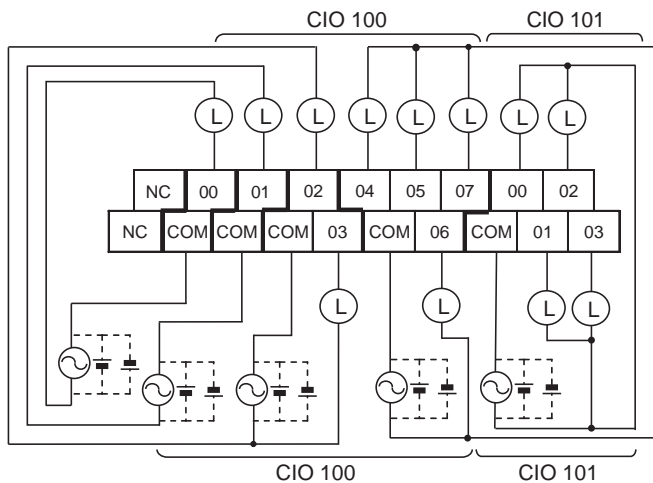 CIO 100 CIO 101
L L L L L L L L
NC 00 01 02 04 05 07 00 02
NC COM COM COM 03 COM 06 COM 01 03
L L L L
CIO 100 CIO 101